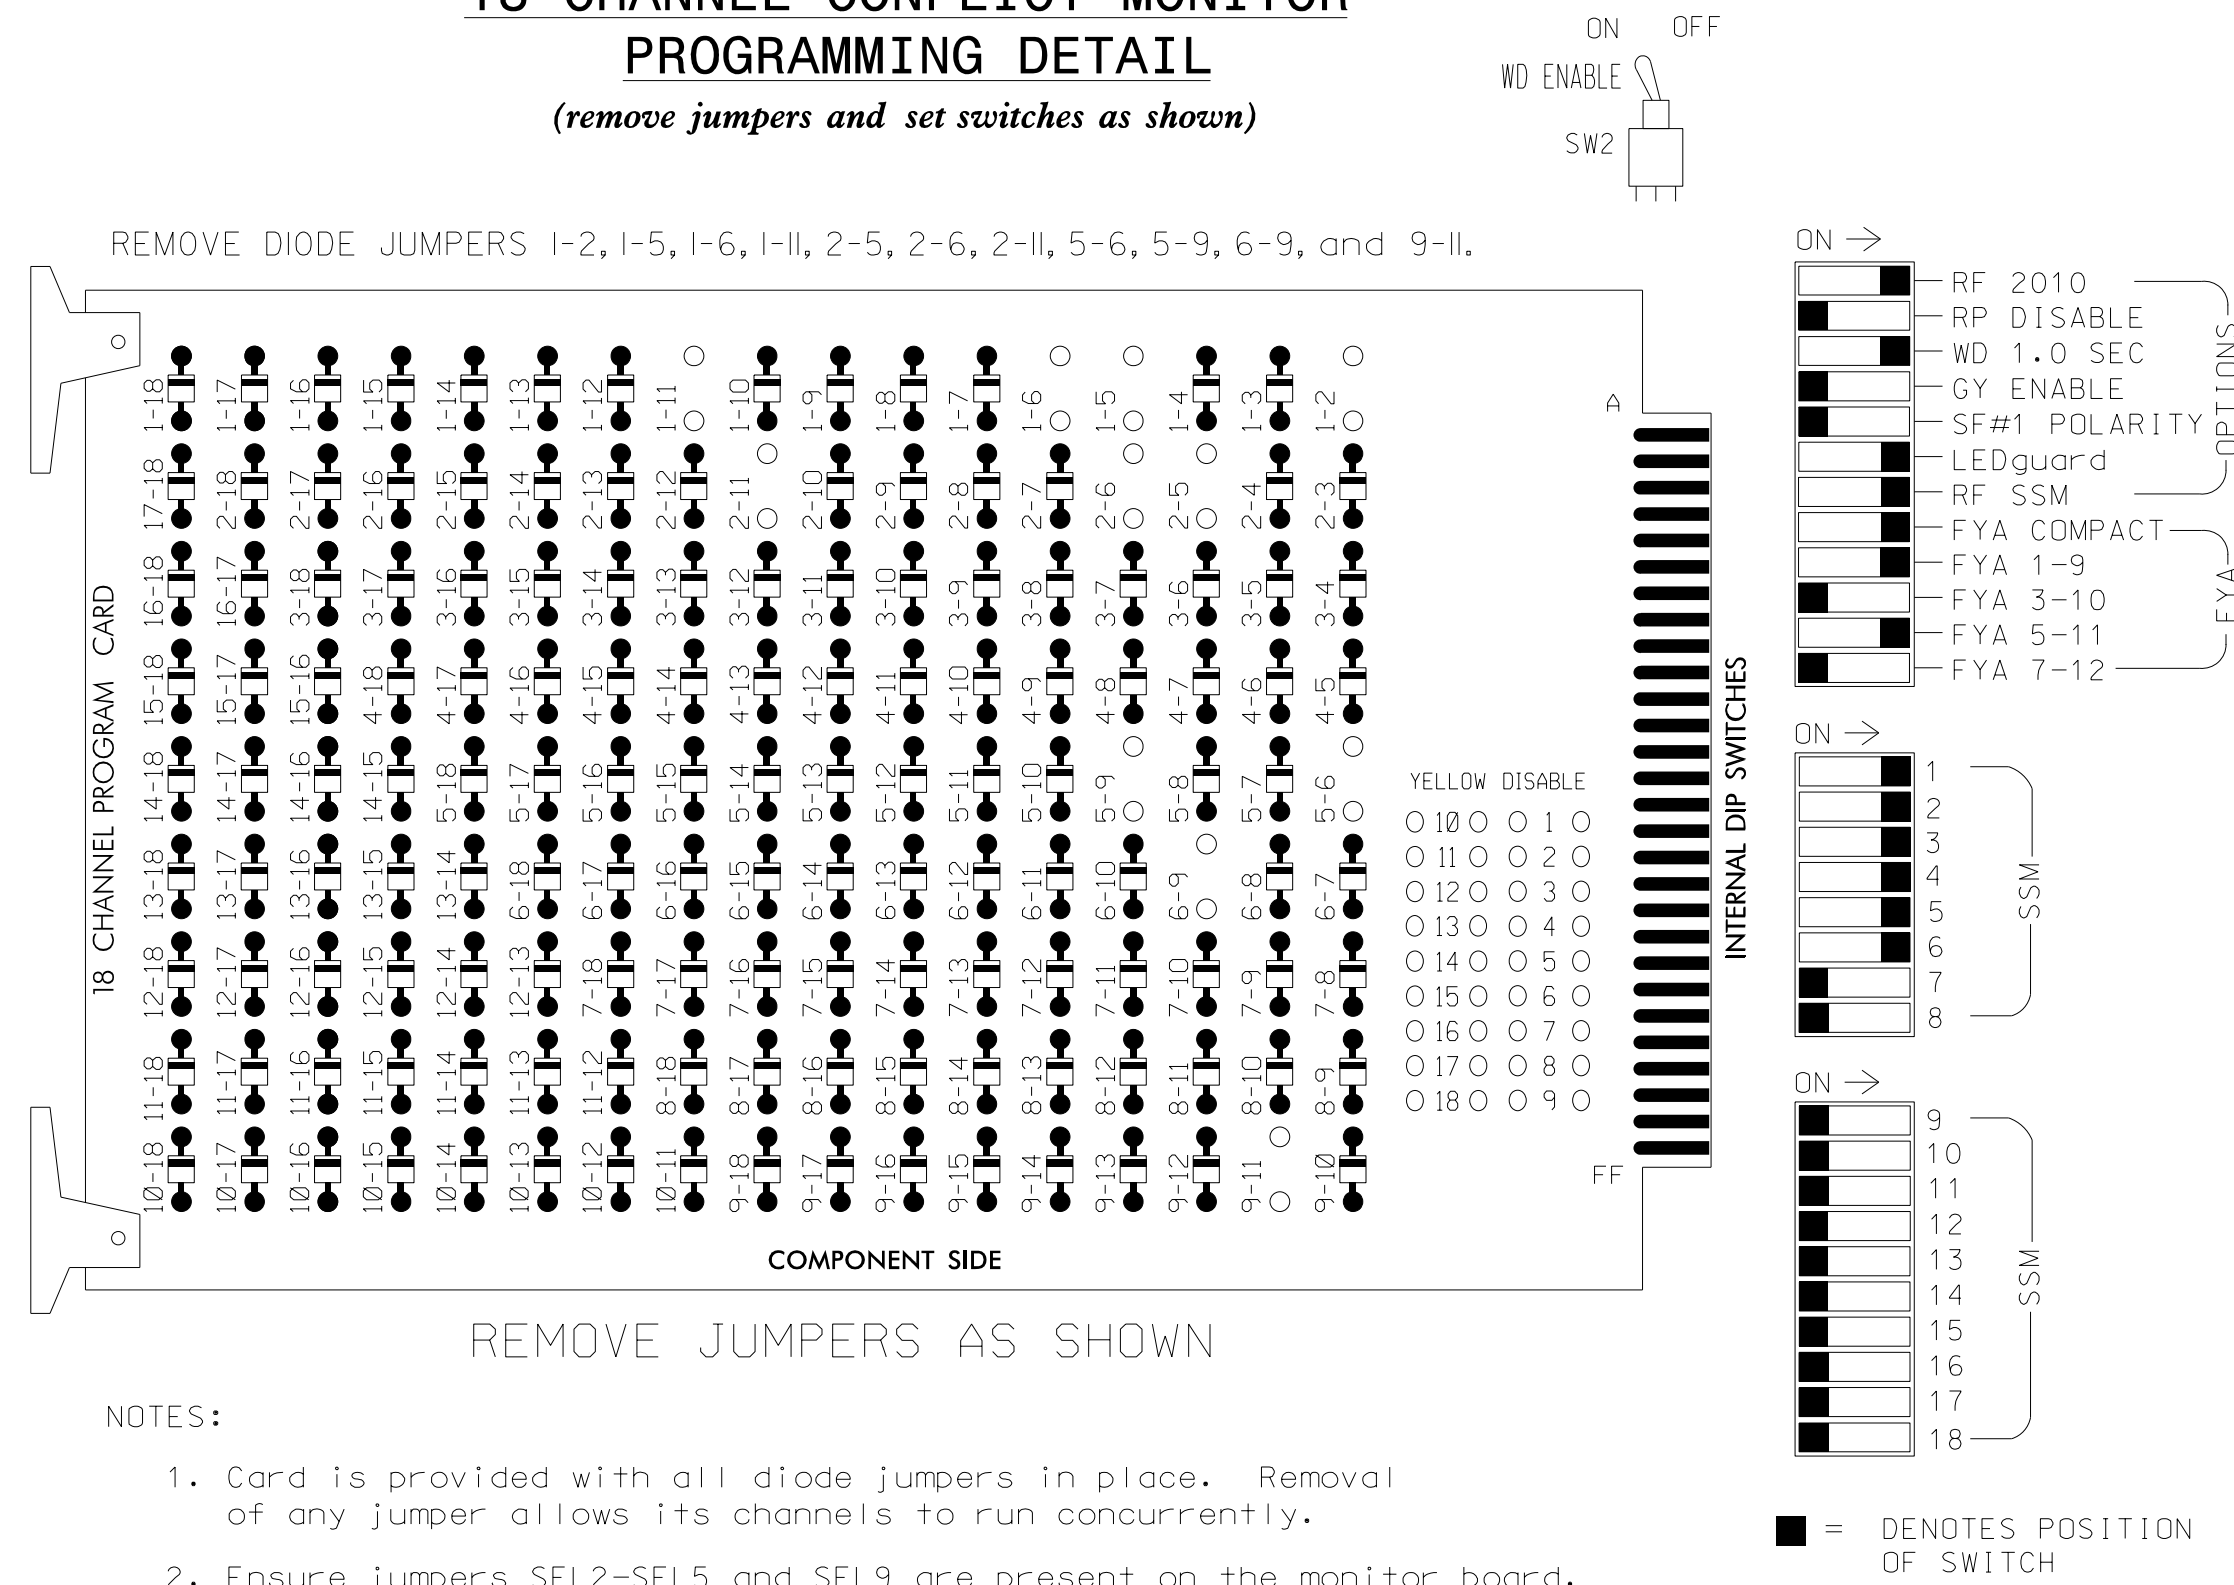 18 CHANNEL CONFLICT MONITOR
PROGRAMMING DETAIL
(remove jumpers and set switches as shown)
ON OFF
WD ENABLE
SW2
REMOVE DIODE JUMPERS 1-2, 1-5, 1-6, 1-11, 2-5, 2-6, 2-11, 5-6, 5-9, 6-9, and 9-11.
18 CHANNEL PROGRAM CARD
1-18 1-17 1-16 1-15 1-14 1-13 1-12 1-11 1-10 1-9 1-8 1-7 1-6 1-5 1-4 1-3 1-2
17-18 2-18 2-17 2-16 2-15 2-14 2-13 2-12 2-11 2-10 2-9 2-8 2-7 2-6 2-5 2-4 2-3
16-18 16-17 3-18 3-17 3-16 3-15 3-14 3-13 3-12 3-11 3-10 3-9 3-8 3-7 3-6 3-5 3-4
15-18 15-17 15-16 4-18 4-17 4-16 4-15 4-14 4-13 4-12 4-11 4-10 4-9 4-8 4-7 4-6 4-5
14-18 14-17 14-16 14-15 5-18 5-17 5-16 5-15 5-14 5-13 5-12 5-11 5-10 5-9 5-8 5-7 5-6
13-18 13-17 13-16 13-15 13-14 6-18 6-17 6-16 6-15 6-14 6-13 6-12 6-11 6-10 6-9 6-8 6-7
12-18 12-17 12-16 12-15 12-14 12-13 7-18 7-17 7-16 7-15 7-14 7-13 7-12 7-11 7-10 7-9 7-8
11-18 11-17 11-16 11-15 11-14 11-13 11-12 8-18 8-17 8-16 8-15 8-14 8-13 8-12 8-11 8-10 8-9
10-18 10-17 10-16 10-15 10-14 10-13 10-12 10-11 9-18 9-17 9-16 9-15 9-14 9-13 9-12 9-11 9-10
A
YELLOW DISABLE
10 1
11 2
12 3
13 4
14 5
15 6
16 7
17 8
18 9
FF
COMPONENT SIDE
INTERNAL DIP SWITCHES
ON →
RF 2010
RP DISABLE
WD 1.0 SEC
GY ENABLE
SF#1 POLARITY
LEDguard
RF SSM
OPTIONS
FYA COMPACT
FYA 1-9
FYA 3-10
FYA 5-11
FYA 7-12
FYA
ON →
1
2
3
4
5
6
7
8
SSM
ON →
9
10
11
12
13
14
15
16
17
18
SSM
■ = DENOTES POSITION
OF SWITCH
REMOVE JUMPERS AS SHOWN
NOTES:
1. Card is provided with all diode jumpers in place. Removal
of any jumper allows its channels to run concurrently.
2. Ensure jumpers SEL2-SEL5 and SEL9 are present on the monitor board.